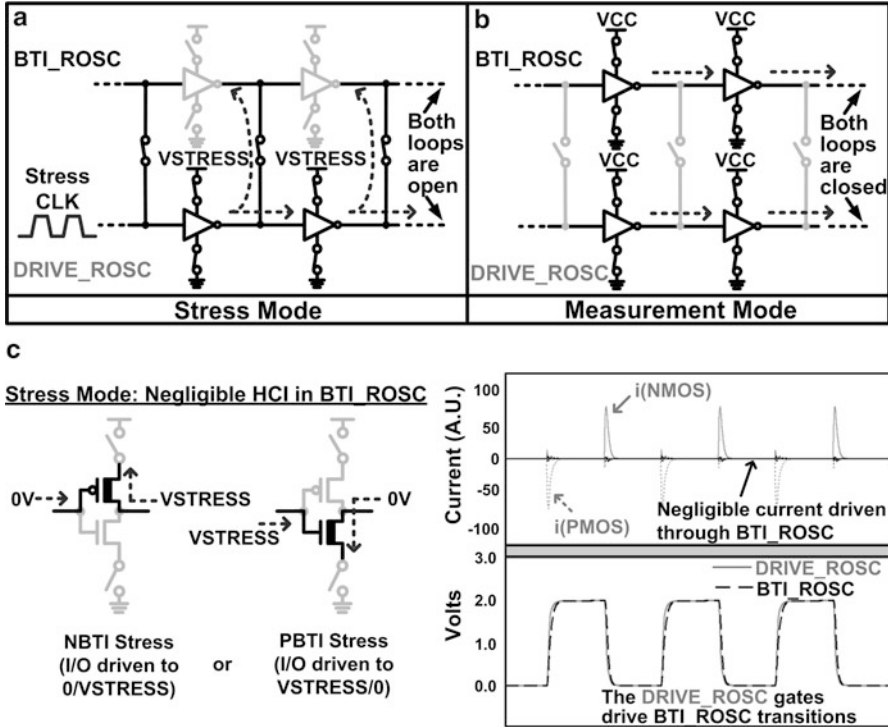 a
BTI_ROSC
VSTRESS
VSTRESS
Both
loops
are
open
Stress
CLK
DRIVE_ROSC
Stress Mode
b
VCC
VCC
BTI_ROSC
VCC
VCC
Both
loops
are
closed
DRIVE_ROSC
Measurement Mode
c
Stress Mode: Negligible HCI in BTI_ROSC
0V
VSTRESS
0V
VSTRESS
NBTI Stress
(I/O driven to
0/VSTRESS)
or
PBTI Stress
(I/O driven to
VSTRESS/0)
Current (A.U.)
100
50
0
-50
-100
i(NMOS)
i(PMOS)
Negligible current driven
through BTI_ROSC
Volts
3.0
2.0
1.0
0.0
DRIVE_ROSC
BTI_ROSC
The DRIVE_ROSC gates
drive BTI_ROSC transitions